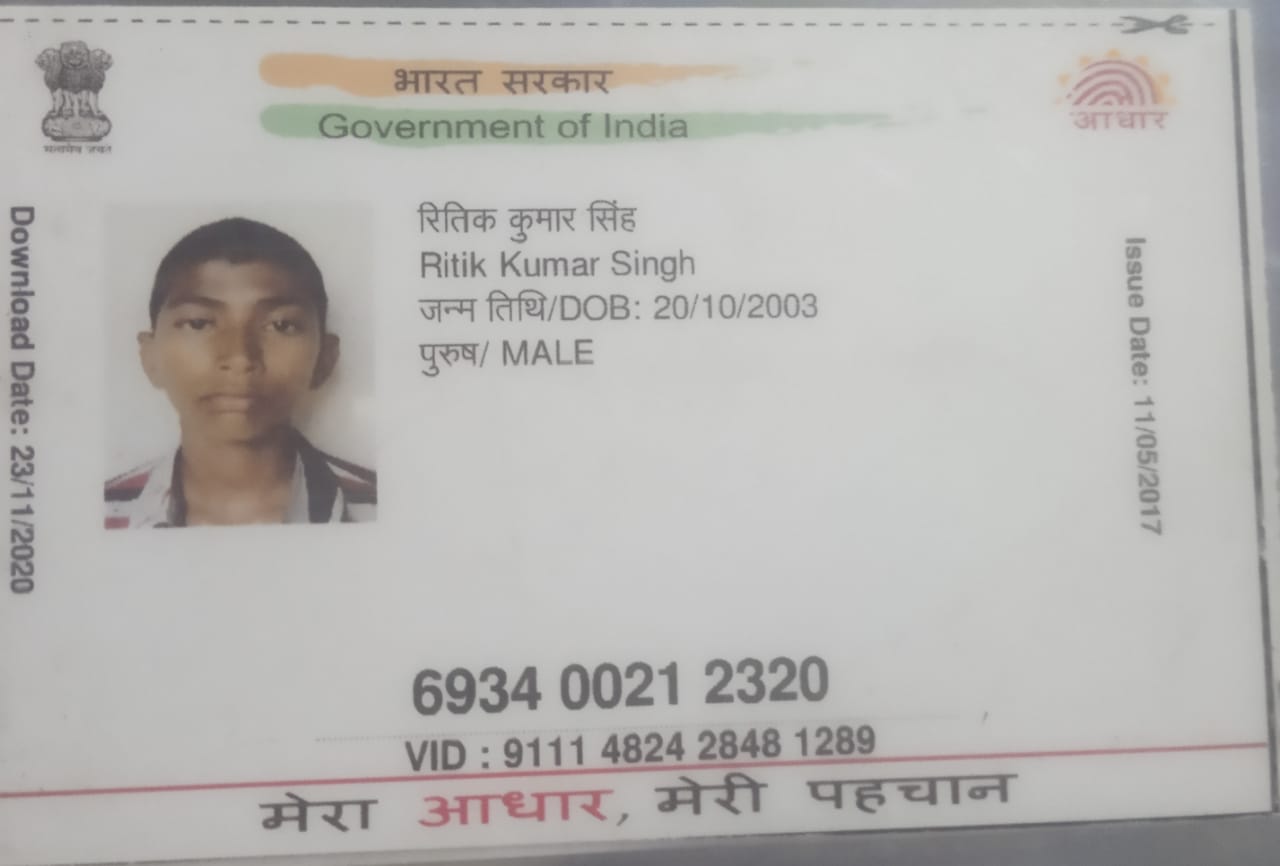 भारत सरकार
Government of India
आधार
सत्यमेव जयते
Download Date: 23/11/2020
रितिक कुमार सिंह
Ritik Kumar Singh
जन्म तिथि/DOB: 20/10/2003
पुरुष/ MALE
Issue Date: 11/05/2017
6934 0021 2320
VID : 9111 4824 2848 1289
मेरा आधार, मेरी पहचान